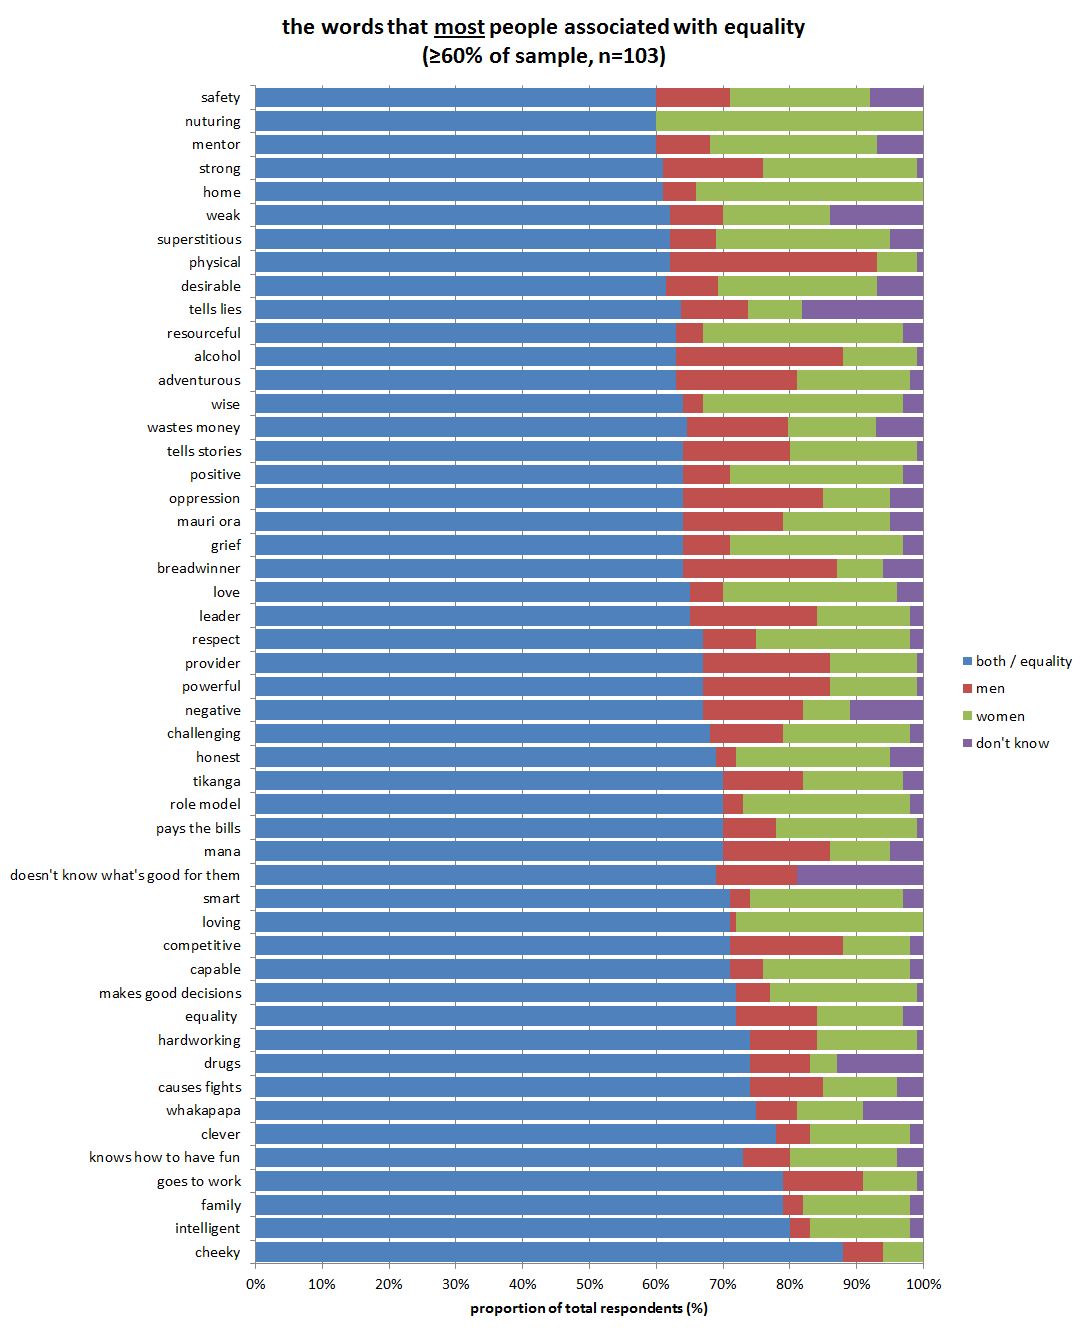 the words that most people associated with equality
(≥60% of sample, n=103)
safety
nuturing
mentor
strong
home
weak
superstitious
physical
desirable
tells lies
resourceful
alcohol
adventurous
wise
wastes money
tells stories
positive
oppression
mauri ora
grief
breadwinner
love
leader
respect
provider
powerful
negative
challenging
honest
tikanga
role model
pays the bills
mana
doesn't know what's good for them
smart
loving
competitive
capable
makes good decisions
equality
hardworking
drugs
causes fights
whakapapa
clever
knows how to have fun
goes to work
family
intelligent
cheeky
0% 10% 20% 30% 40% 50% 60% 70% 80% 90% 100%
proportion of total respondents (%)
both / equality
men
women
don't know